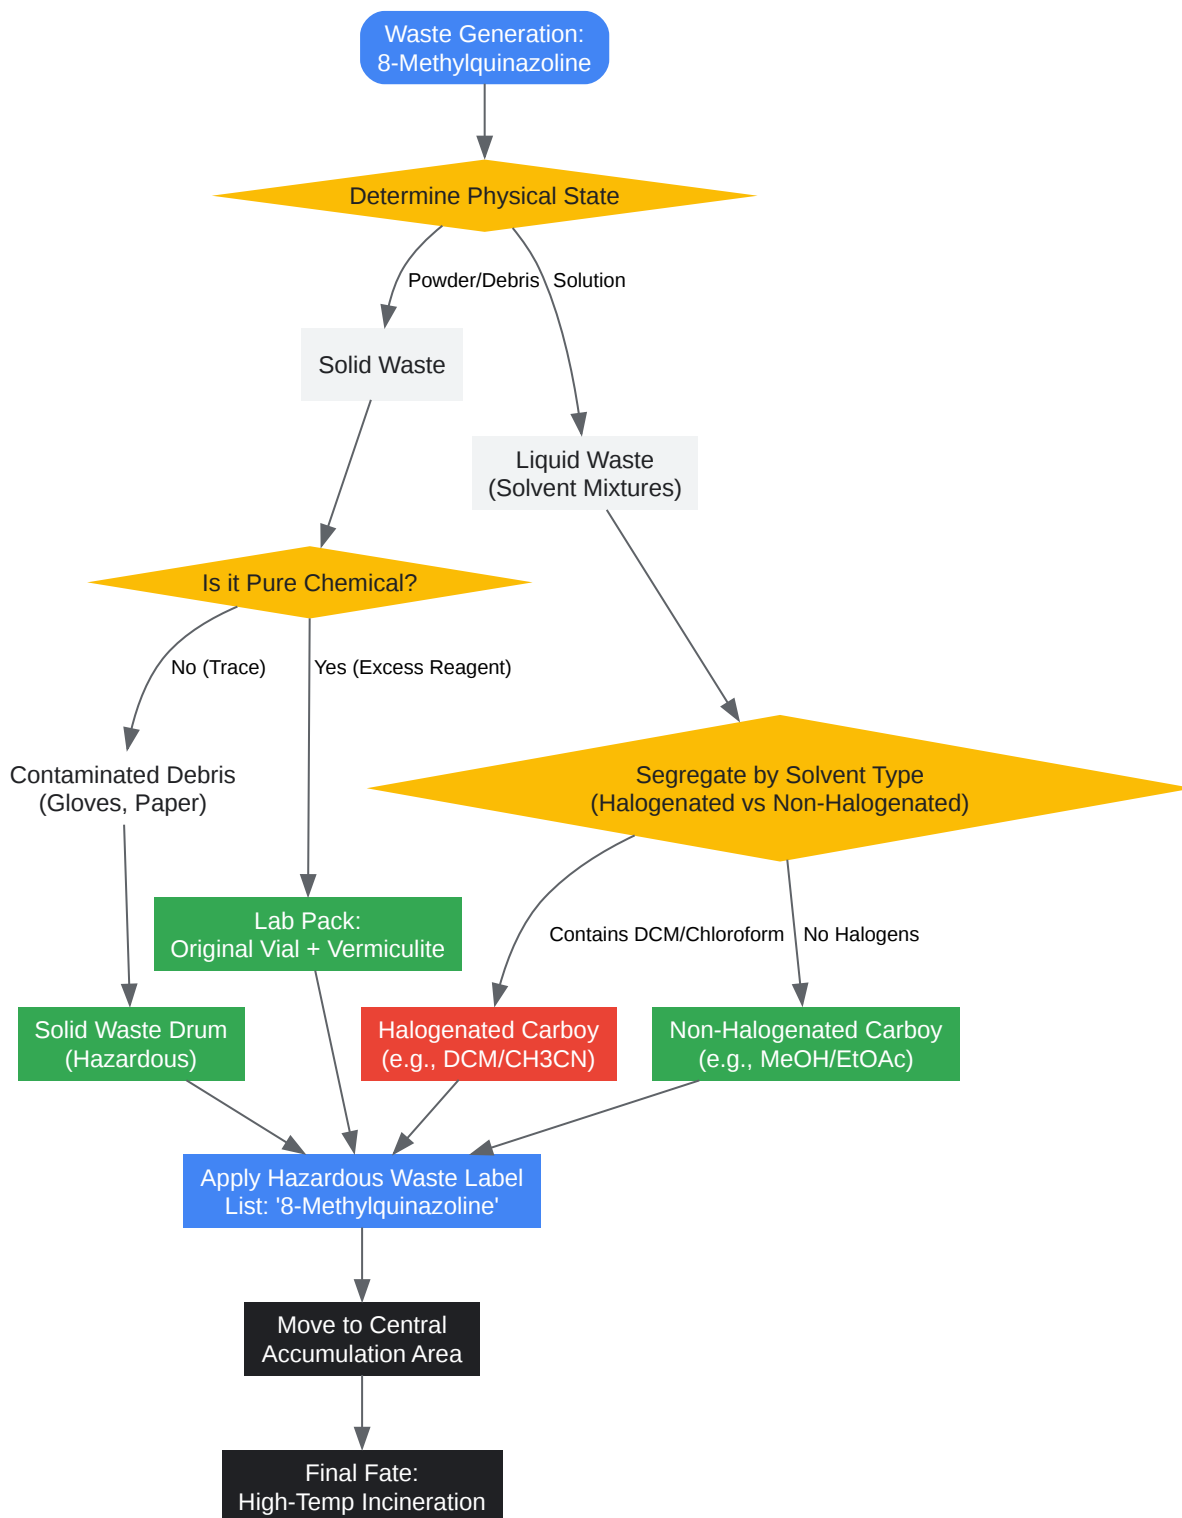 Waste Generation:
8-Methylquinazoline
Determine Physical State
Powder/Debris
Solution
Solid Waste
Liquid Waste
(Solvent Mixtures)
Is it Pure Chemical?
No (Trace)
Yes (Excess Reagent)
Contaminated Debris
(Gloves, Paper)
Segregate by Solvent Type
(Halogenated vs Non-Halogenated)
Lab Pack:
Original Vial + Vermiculite
Contains DCM/Chloroform
No Halogens
Solid Waste Drum
(Hazardous)
Halogenated Carboy
(e.g., DCM/CH3CN)
Non-Halogenated Carboy
(e.g., MeOH/EtOAc)
Apply Hazardous Waste Label
List: '8-Methylquinazoline'
Move to Central
Accumulation Area
Final Fate:
High-Temp Incineration